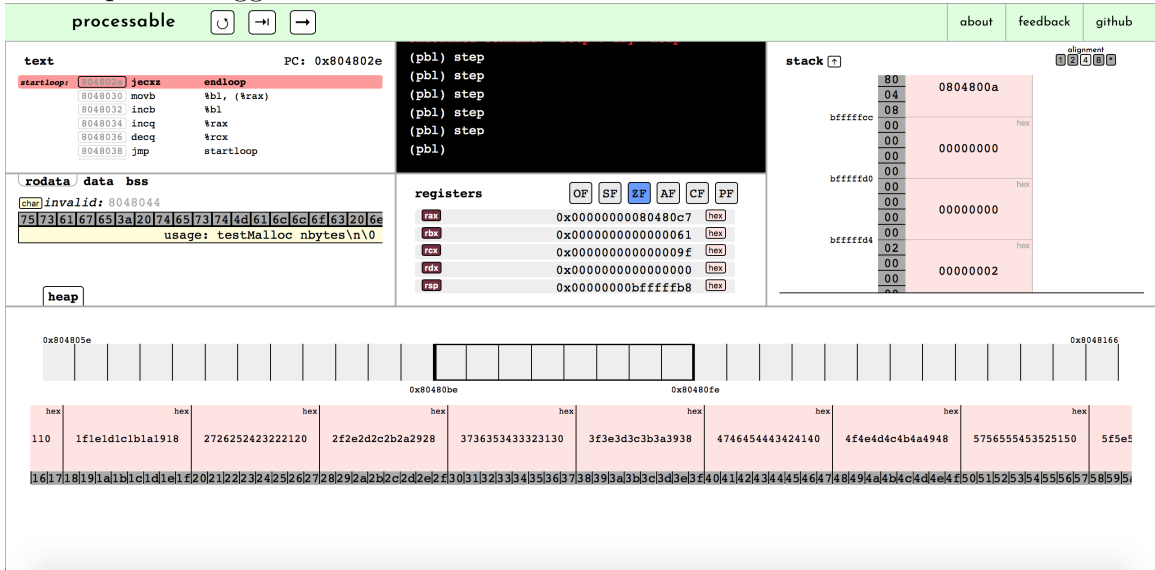 processable
about feedback github
text PC: 0x804802e
startloop: 804802e jecxz endloop
8048030 movb %bl, (%rax)
8048032 incb %bl
8048034 incq %rax
8048036 decq %rcx
8048038 jmp startloop
(pbl) step
(pbl) step
(pbl) step
(pbl) step
(pbl) step
(pbl)
stack
alignment
1 2 4 8 *
80
04
08
00
00
00
00
00
00
00
02
00
00
0804800a
bfffffcc
hex
00000000
bfffffd0
hex
00000000
bfffffd4
hex
00000002
rodata data bss
char invalid: 8048044
75 73 61 67 65 3a 20 74 65 73 74 4d 61 6c 6c 6f 63 20 6e
usage: testMalloc nbytes\n\0
registers OF SF ZF AF CF PF
rax 0x00000000080480c7 hex
rbx 0x0000000000000061 hex
rcx 0x000000000000009f hex
rdx 0x0000000000000000 hex
rsp 0x00000000bfffffb8 hex
heap
0x804805e 0x8048166
0x80480be 0x80480fe
hex hex hex hex hex hex hex hex hex
110 1f1e1d1c1b1a1918 2726252423222120 2f2e2d2c2b2a2928 3736353433323130 3f3e3d3c3b3a3938 4746454443424140 4f4e4d4c4b4a4948 5756555453525150 5f5e5
16 17 18 19 1a 1b 1c 1d 1e 1f 20 21 22 23 24 25 26 27 28 29 2a 2b 2c 2d 2e 2f 30 31 32 33 34 35 36 37 38 39 3a 3b 3c 3d 3e 3f 40 41 42 43 44 45 46 47 48 49 4a 4b 4c 4d 4e 4f 50 51 52 53 54 55 56 57 58 59 5a